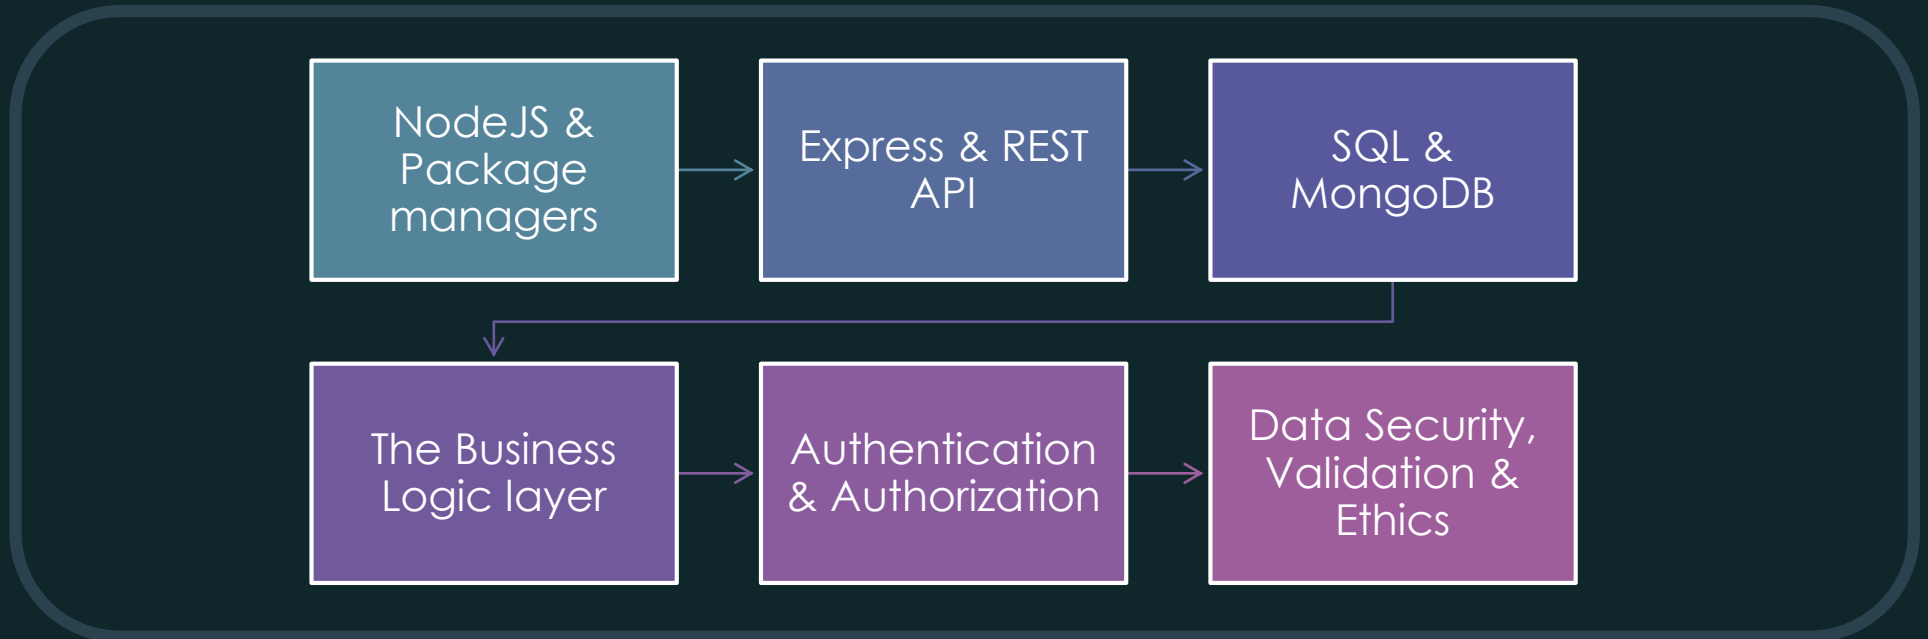 NodeJS &
Package
managers
Express & REST
API
SQL &
MongoDB
The Business
Logic layer
Authentication
& Authorization
Data Security,
Validation &
Ethics